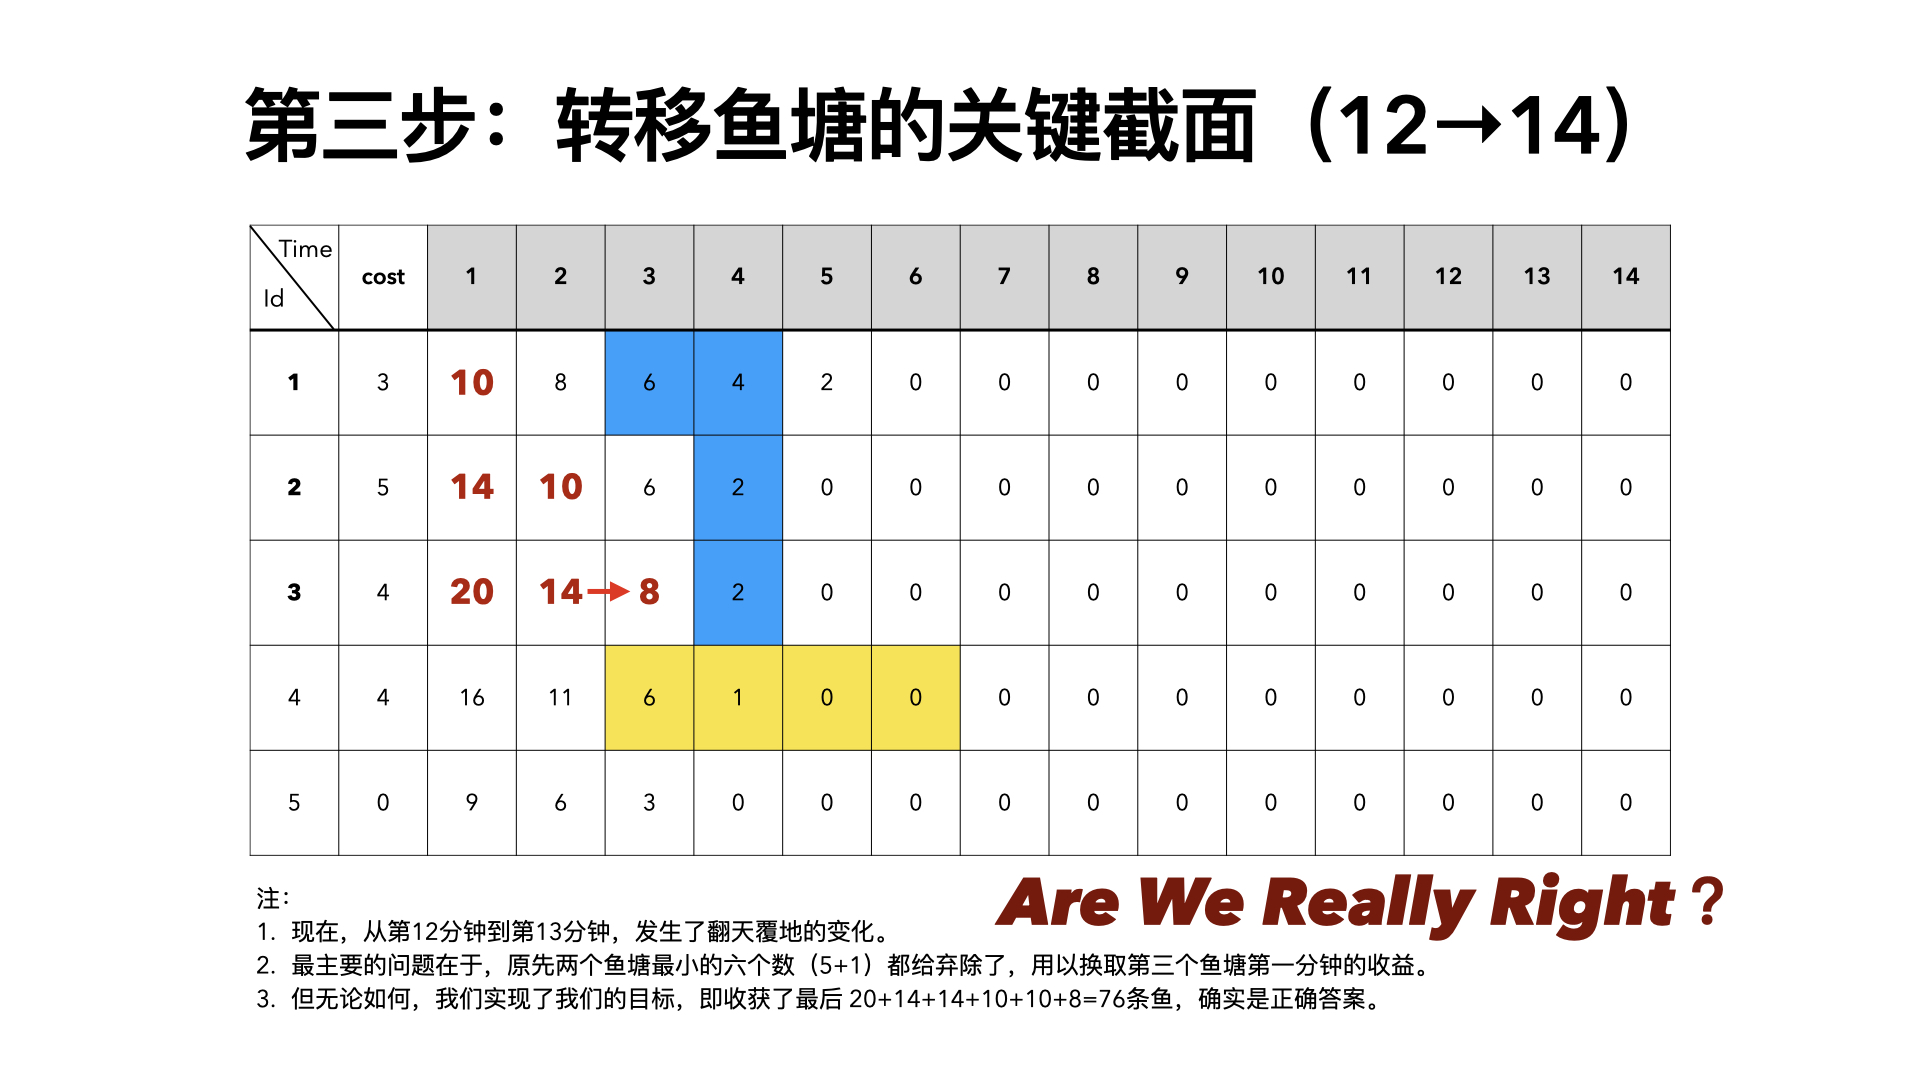 第三步：转移鱼塘的关键截面（12→14）
Time
Id cost 1 2 3 4 5 6 7 8 9 10 11 12 13 14
1 3 10 8 6 4 2 0 0 0 0 0 0 0 0 0
2 5 14 10 6 2 0 0 0 0 0 0 0 0 0 0
3 4 20 14→8 2 0 0 0 0 0 0 0 0 0 0
4 4 16 11 6 1 0 0 0 0 0 0 0 0 0 0
5 0 9 6 3 0 0 0 0 0 0 0 0 0 0 0
Are We Really Right？
注：
1. 现在，从第12分钟到第13分钟，发生了翻天覆地的变化。
2. 最主要的问题在于，原先两个鱼塘最小的六个数（5+1）都给弃除了，用以换取第三个鱼塘第一分钟的收益。
3. 但无论如何，我们实现了我们的目标，即收获了最后 20+14+14+10+10+8=76条鱼，确实是正确答案。